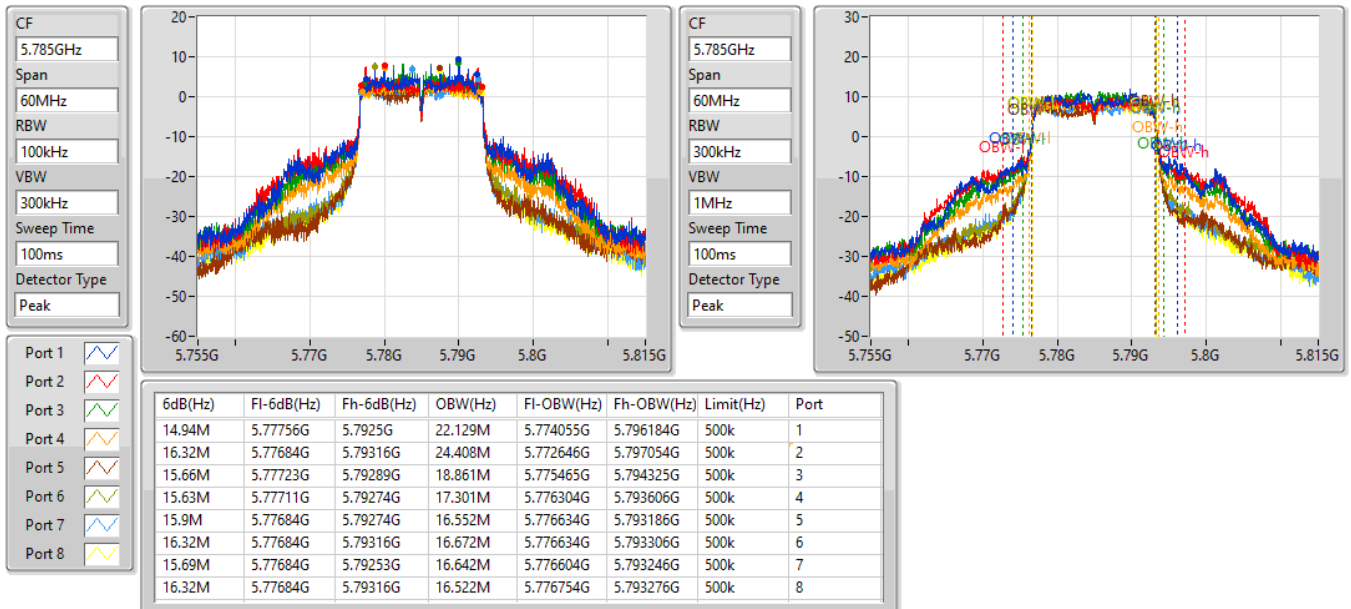 CF
5.785GHz
Span
60MHz
RBW
100kHz
VBW
300kHz
Sweep Time
100ms
Detector Type
Peak
20
10
0
-10
-20
-30
-40
-50
-60
5.755G 5.77G 5.78G 5.79G 5.8G 5.815G
CF
5.785GHz
Span
60MHz
RBW
300kHz
VBW
1MHz
Sweep Time
100ms
Detector Type
Peak
30
20
10
0
-10
-20
-30
-40
-50
OBW-h
OBW-h
OBW-h
5.755G 5.77G 5.78G 5.79G 5.8G 5.815G
Port 1
Port 2
Port 3
Port 4
Port 5
Port 6
Port 7
Port 8
6dB(Hz) Fl-6dB(Hz) Fh-6dB(Hz) OBW(Hz) Fl-OBW(Hz) Fh-OBW(Hz) Limit(Hz) Port
14.94M 5.77756G 5.7925G 22.129M 5.774055G 5.796184G 500k 1
16.32M 5.77684G 5.79316G 24.408M 5.772646G 5.797054G 500k 2
15.66M 5.77723G 5.79289G 18.861M 5.775465G 5.794325G 500k 3
15.63M 5.77711G 5.79274G 17.301M 5.776304G 5.793606G 500k 4
15.9M 5.77684G 5.79274G 16.552M 5.776634G 5.793186G 500k 5
16.32M 5.77684G 5.79316G 16.672M 5.776634G 5.793306G 500k 6
15.69M 5.77684G 5.79253G 16.642M 5.776604G 5.793246G 500k 7
16.32M 5.77684G 5.79316G 16.522M 5.776754G 5.793276G 500k 8